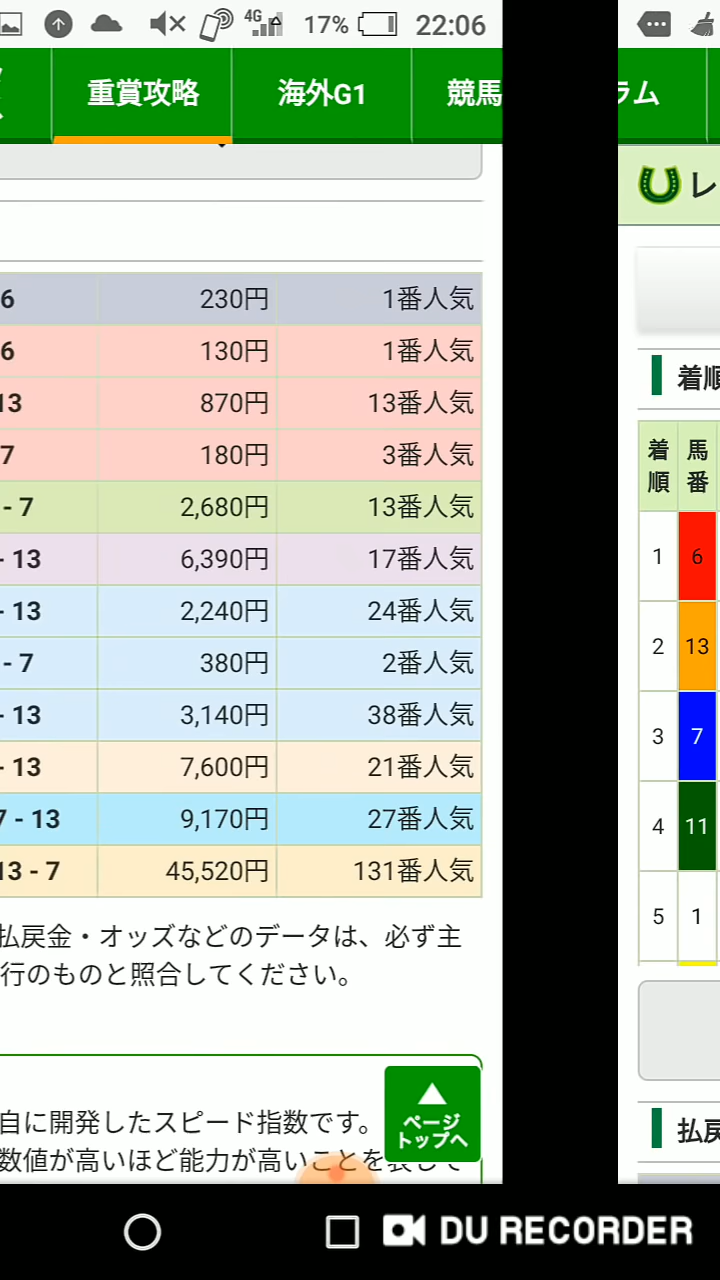 4G 17% 22:06
重賞攻略 海外G1 競馬
6 230円 1番人気
6 130円 1番人気
13 870円 13番人気
7 180円 3番人気
- 7 2,680円 13番人気
- 13 6,390円 17番人気
- 13 2,240円 24番人気
- 7 380円 2番人気
- 13 3,140円 38番人気
- 13 7,600円 21番人気
7 - 13 9,170円 27番人気
13 - 7 45,520円 131番人気
払戻金・オッズなどのデータは、必ず主
行のものと照合してください。
自に開発したスピード指数です。
数値が高いほど能力が高いことを表して
ページ
トップへ
ラム
レ
着順
着順 馬番
1 6
2 13
3 7
4 11
5 1
払戻
DU RECORDER